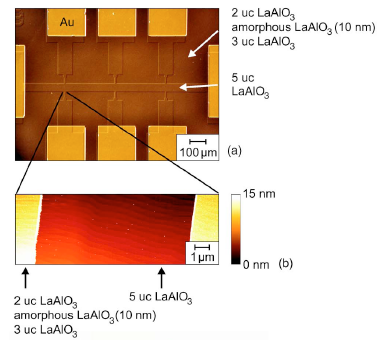 Au
2 uc LaAlO3
amorphous LaAlO3 (10 nm)
3 uc LaAlO3
5 uc
LaAlO3
100 µm
(a)
15 nm
1 µm
0 nm
(b)
2 uc LaAlO3
amorphous LaAlO3 (10 nm)
3 uc LaAlO3
5 uc LaAlO3